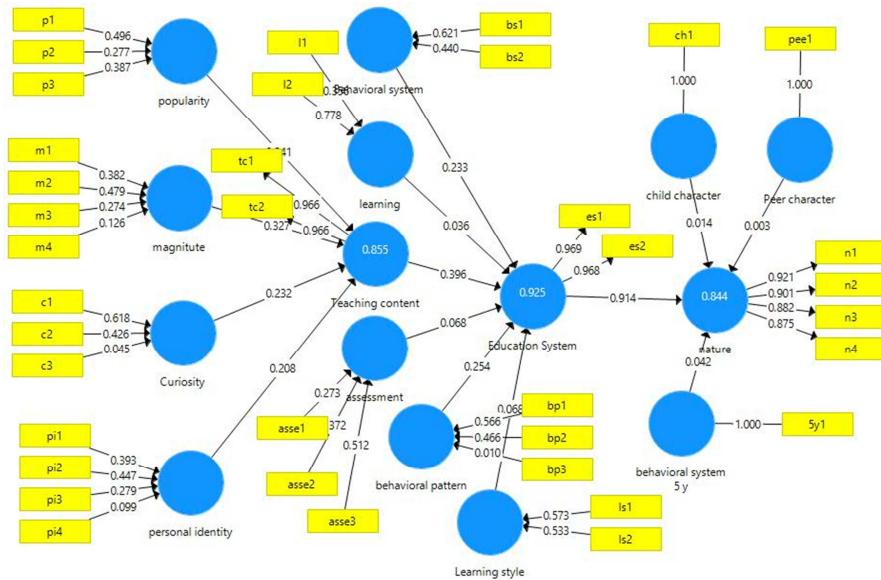 p1
p2
p3
0.496
0.277
0.387
popularity
m1
m2
m3
m4
0.382
0.479
0.274
0.126
magnitute
0.327
c1
c2
c3
0.618
0.426
0.045
Curiosity
0.232
pi1
pi2
pi3
pi4
0.393
0.447
0.279
0.099
personal identity
0.208
tc1
tc2
0.966
0.966
0.855
Teaching content
0.396
l1
l2
0.778
learning
0.036
bs1
bs2
0.621
0.440
Behavioral system
0.233
asse1
asse2
asse3
0.273
0.512
assessment
0.068
bp1
bp2
bp3
0.566
0.466
0.010
behavioral pattern
0.254
ls1
ls2
0.573
0.533
Learning style
0.068
es1
es2
0.969
0.968
0.925
Education System
0.914
ch1
1.000
child character
0.014
pee1
1.000
Peer character
0.003
n1
n2
n3
n4
0.921
0.901
0.882
0.875
0.844
nature
0.042
5y1
1.000
behavioral system
5 y